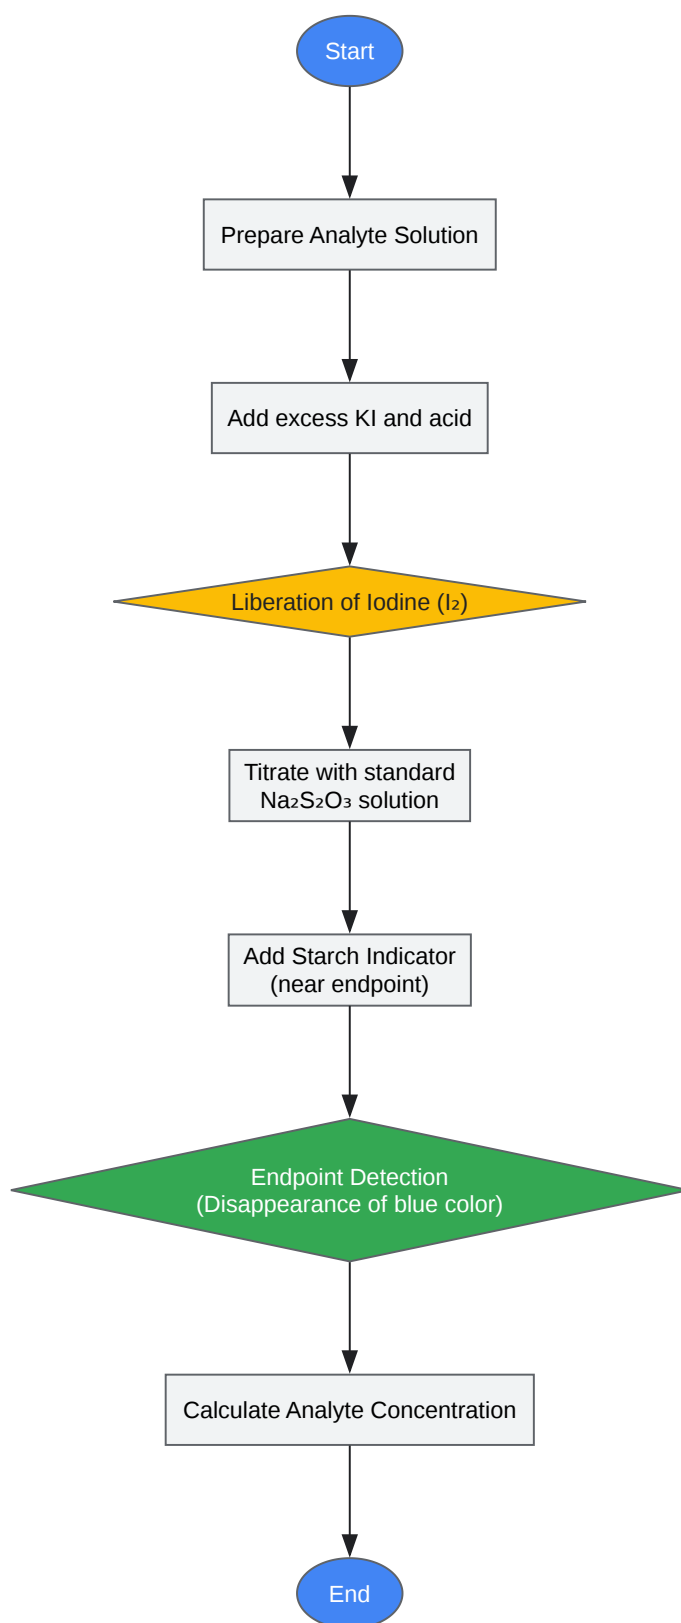 Start
Prepare Analyte Solution
Add excess KI and acid
Liberation of Iodine (I₂)
Titrate with standard
Na₂S₂O₃ solution
Add Starch Indicator
(near endpoint)
Endpoint Detection
(Disappearance of blue color)
Calculate Analyte Concentration
End